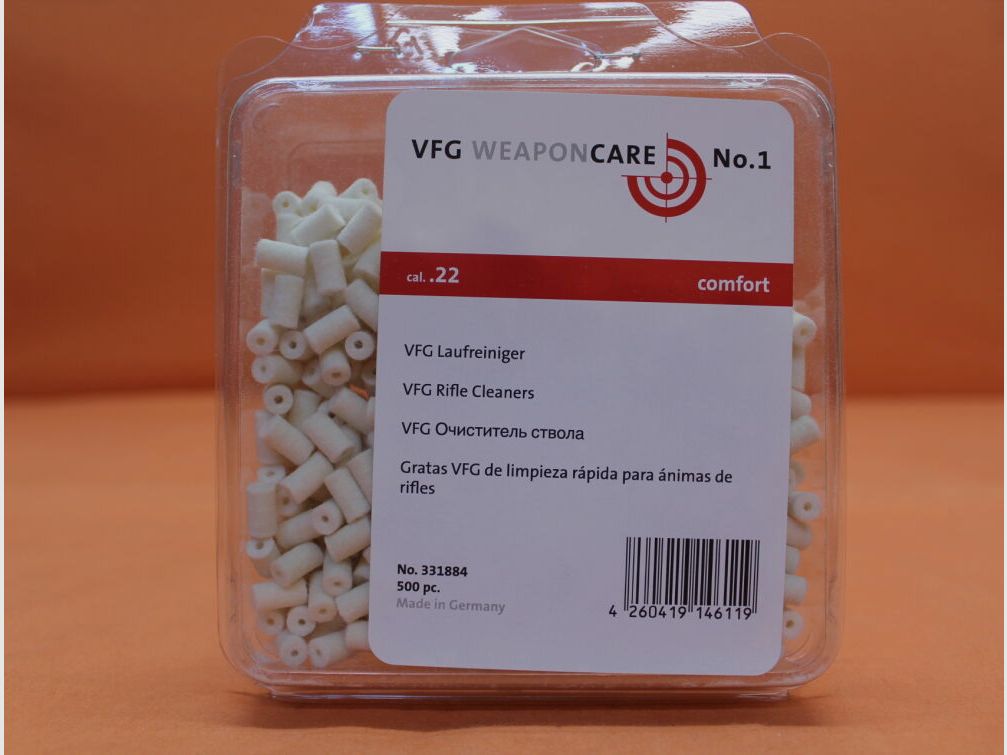 VFG WEAPONCARE No.1
cal. .22 comfort
VFG Laufreiniger
VFG Rifle Cleaners
VFG Очиститель ствола
Gratas VFG de limpieza rápida para ánimas de
rifles
No. 331884
500 pc.
Made in Germany
4 260419 146119